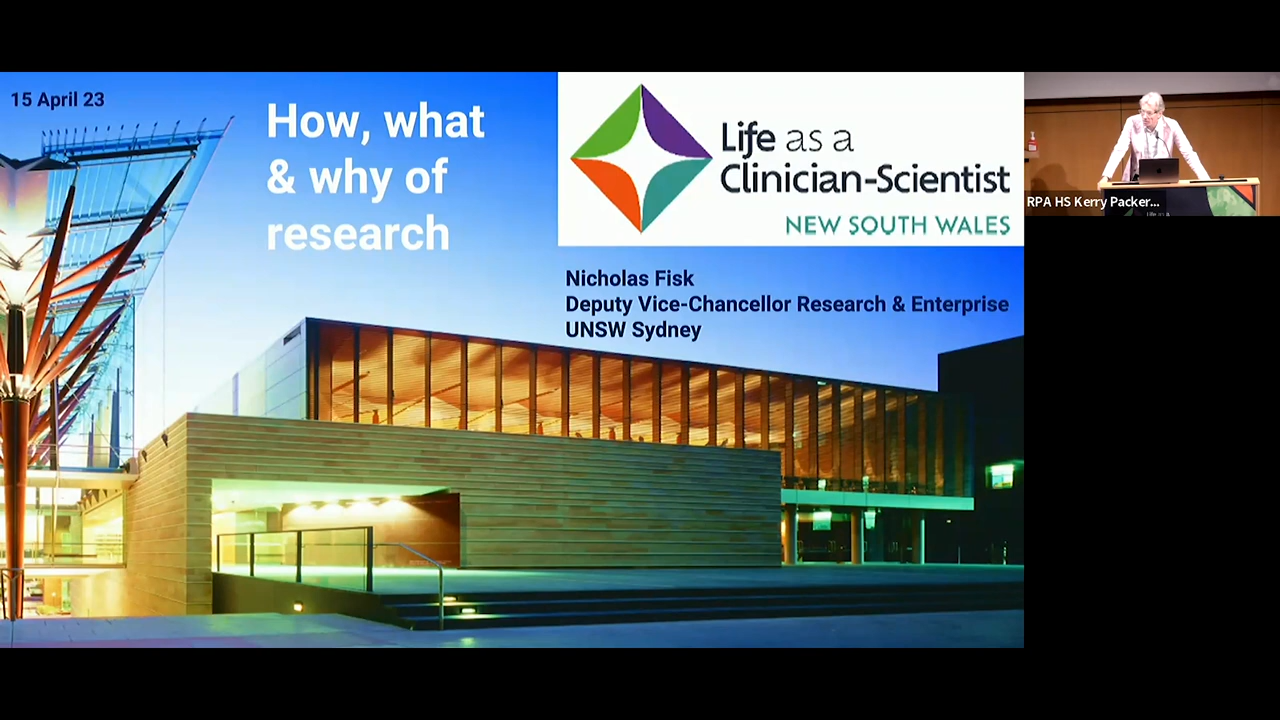 15 April 23
How, what
& why of
research
Life as a
Clinician-Scientist
NEW SOUTH WALES
Nicholas Fisk
Deputy Vice-Chancellor Research & Enterprise
UNSW Sydney
RPA HS Kerry Packer...